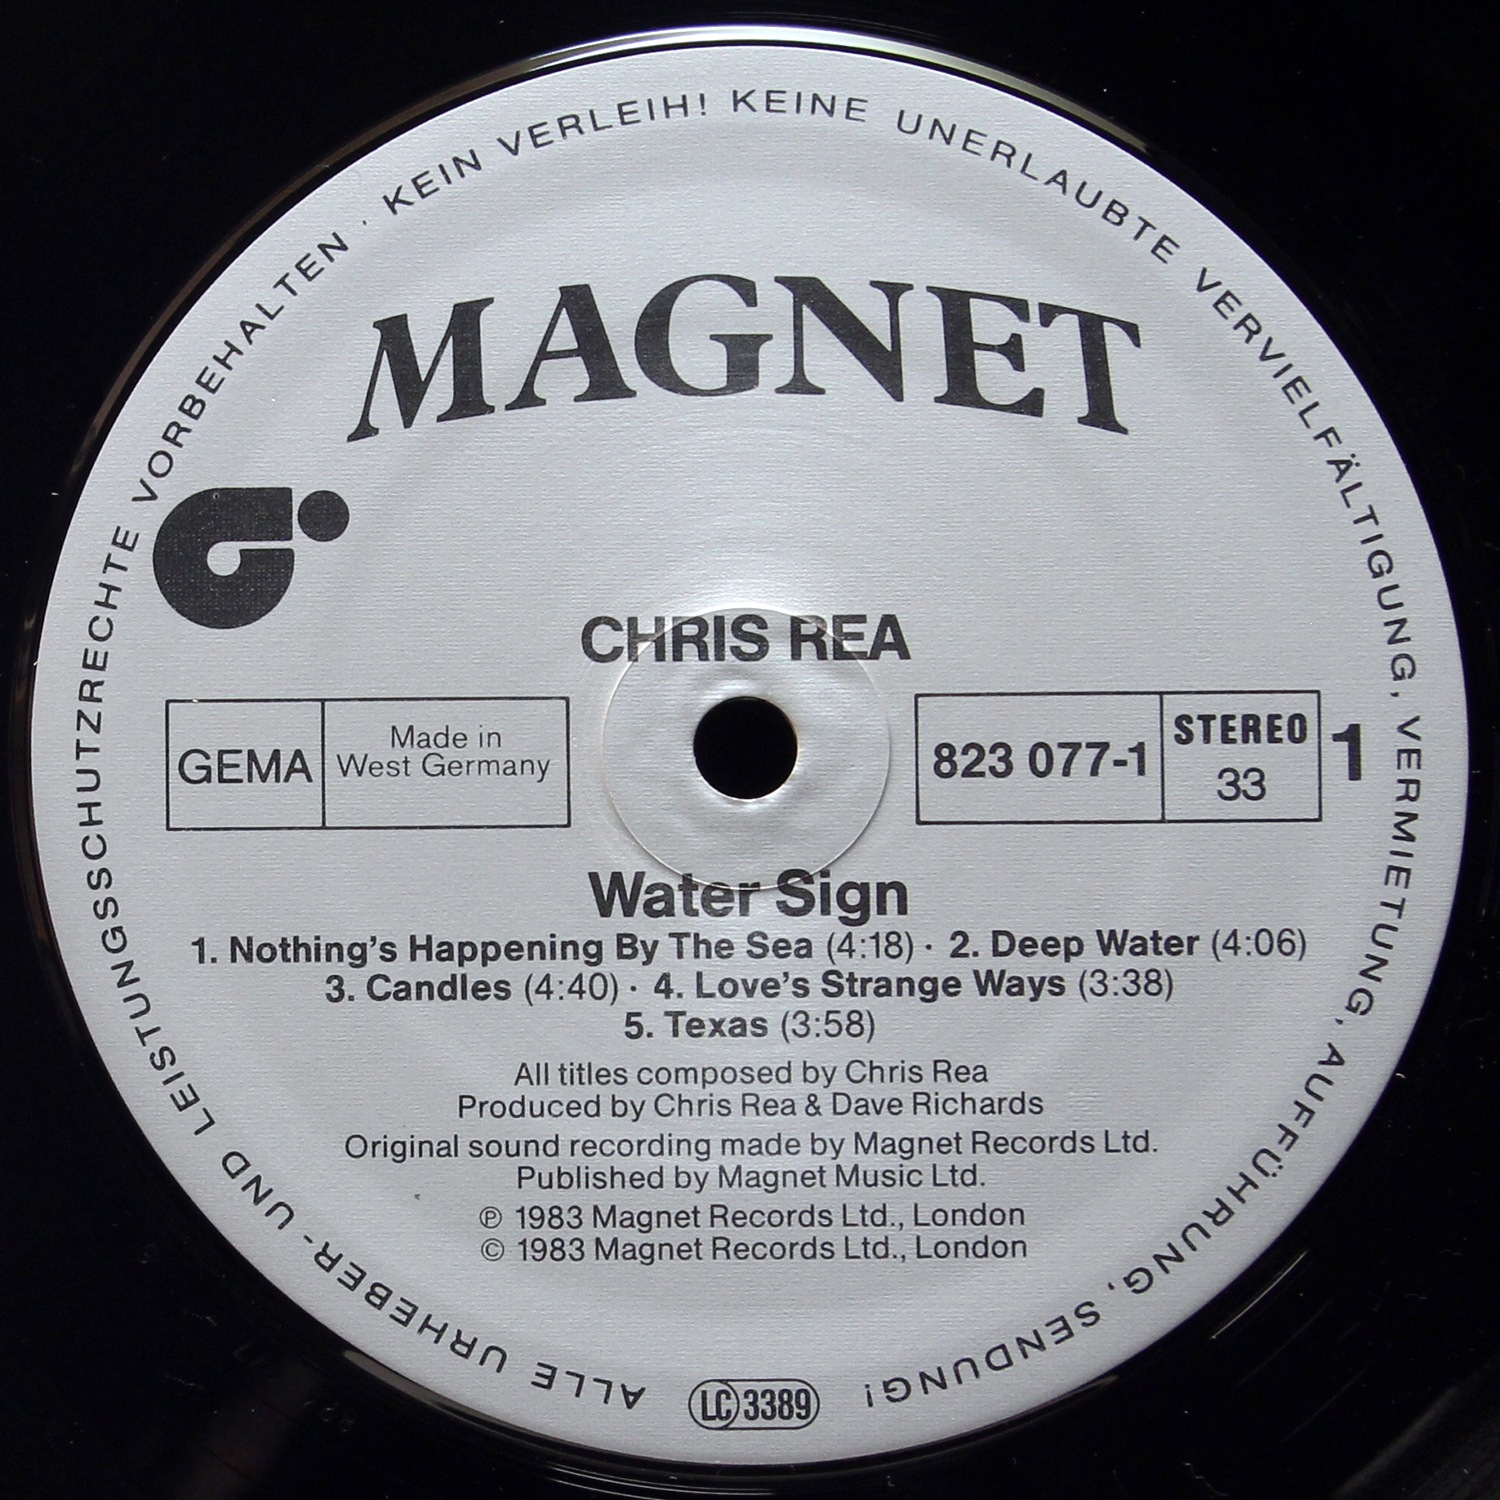 ALLE URHEBER- UND LEISTUNGSSCHUTZRECHTE VORBEHALTEN · KEIN VERLEIH! KEINE UNERLAUBTE VERVIELFÄLTIGUNG, VERMIETUNG, AUFFÜHRUNG, SENDUNG!
MAGNET
CHRIS REA
GEMA
Made in
West Germany
823 077-1
STEREO
33
1
Water Sign
1. Nothing's Happening By The Sea (4:18) · 2. Deep Water (4:06)
3. Candles (4:40) · 4. Love's Strange Ways (3:38)
5. Texas (3:58)
All titles composed by Chris Rea
Produced by Chris Rea & Dave Richards
Original sound recording made by Magnet Records Ltd.
Published by Magnet Music Ltd.
℗ 1983 Magnet Records Ltd., London
© 1983 Magnet Records Ltd., London
LC 3389